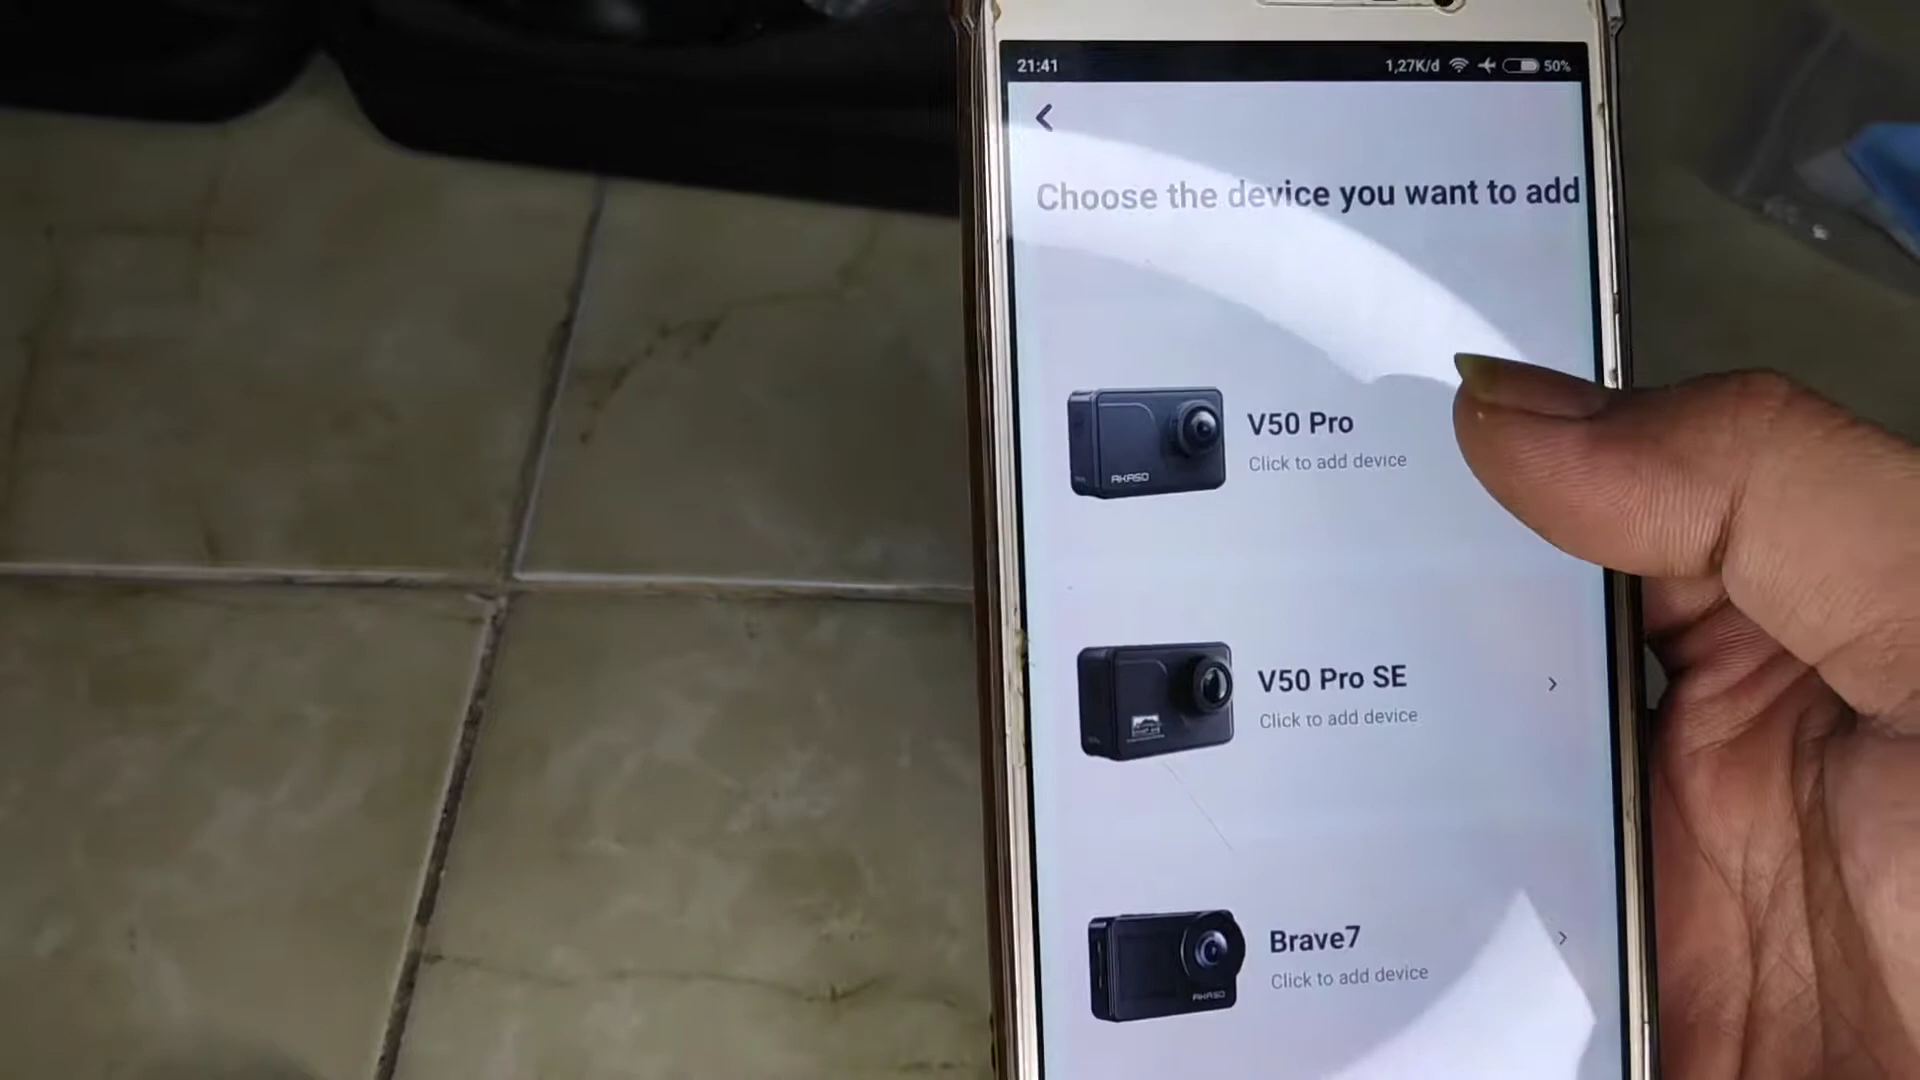 21:41
1,27K/d
50%
Choose the device you want to add
V50 Pro
Click to add device
AKASO
V50 Pro SE
Click to add device
Brave7
Click to add device
AKASO